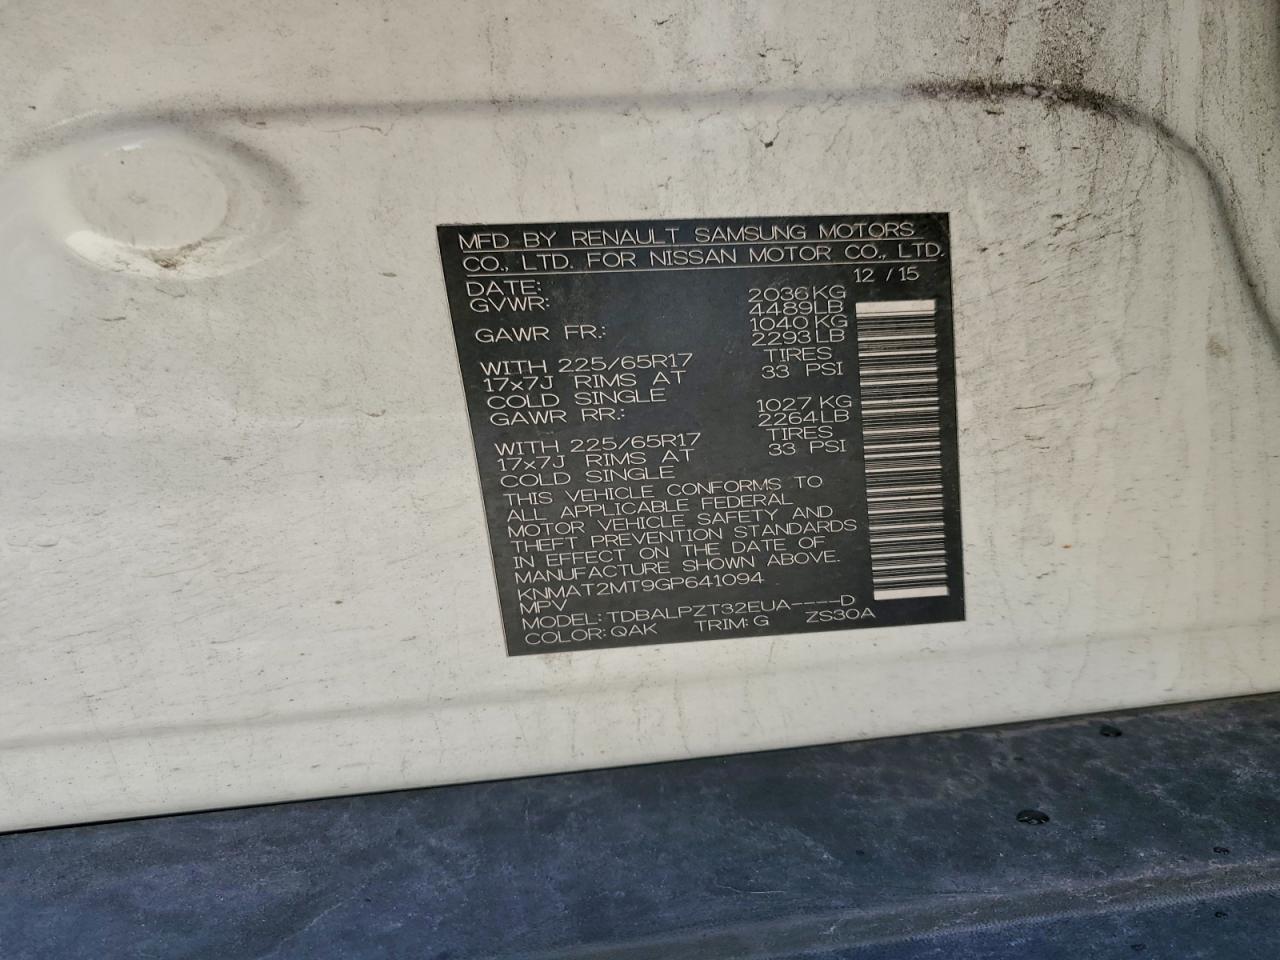 MFD BY RENAULT SAMSUNG MOTORS
CO., LTD. FOR NISSAN MOTOR CO., LTD.
DATE: 12 / 15
GVWR: 2036 KG
4489 LB
GAWR FR.: 1040 KG
2293 LB
WITH 225/65R17 TIRES
17x7J RIMS AT 33 PSI
COLD SINGLE
GAWR RR.: 1027 KG
2264 LB
WITH 225/65R17 TIRES
17x7J RIMS AT 33 PSI
COLD SINGLE
THIS VEHICLE CONFORMS TO
ALL APPLICABLE FEDERAL
MOTOR VEHICLE SAFETY AND
THEFT PREVENTION STANDARDS
IN EFFECT ON THE DATE OF
MANUFACTURE SHOWN ABOVE.
KNMAT2MT9GP641094
MPV
MODEL: TDBALPZT32EUA----D
COLOR: QAK TRIM: G ZS30A